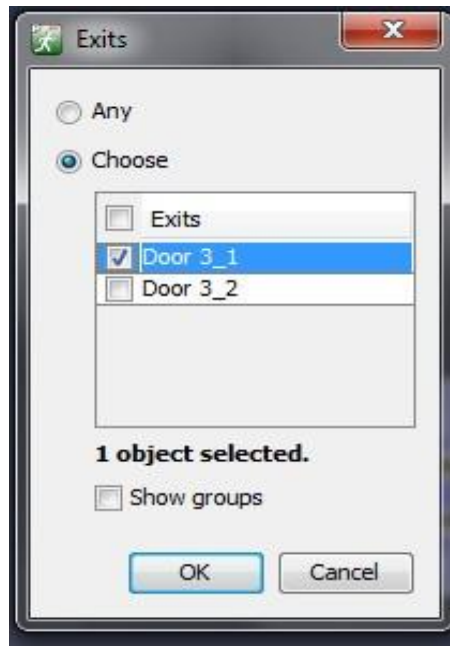 Exits
Any
Choose
Exits
Door 3_1
Door 3_2
1 object selected.
Show groups
OK Cancel